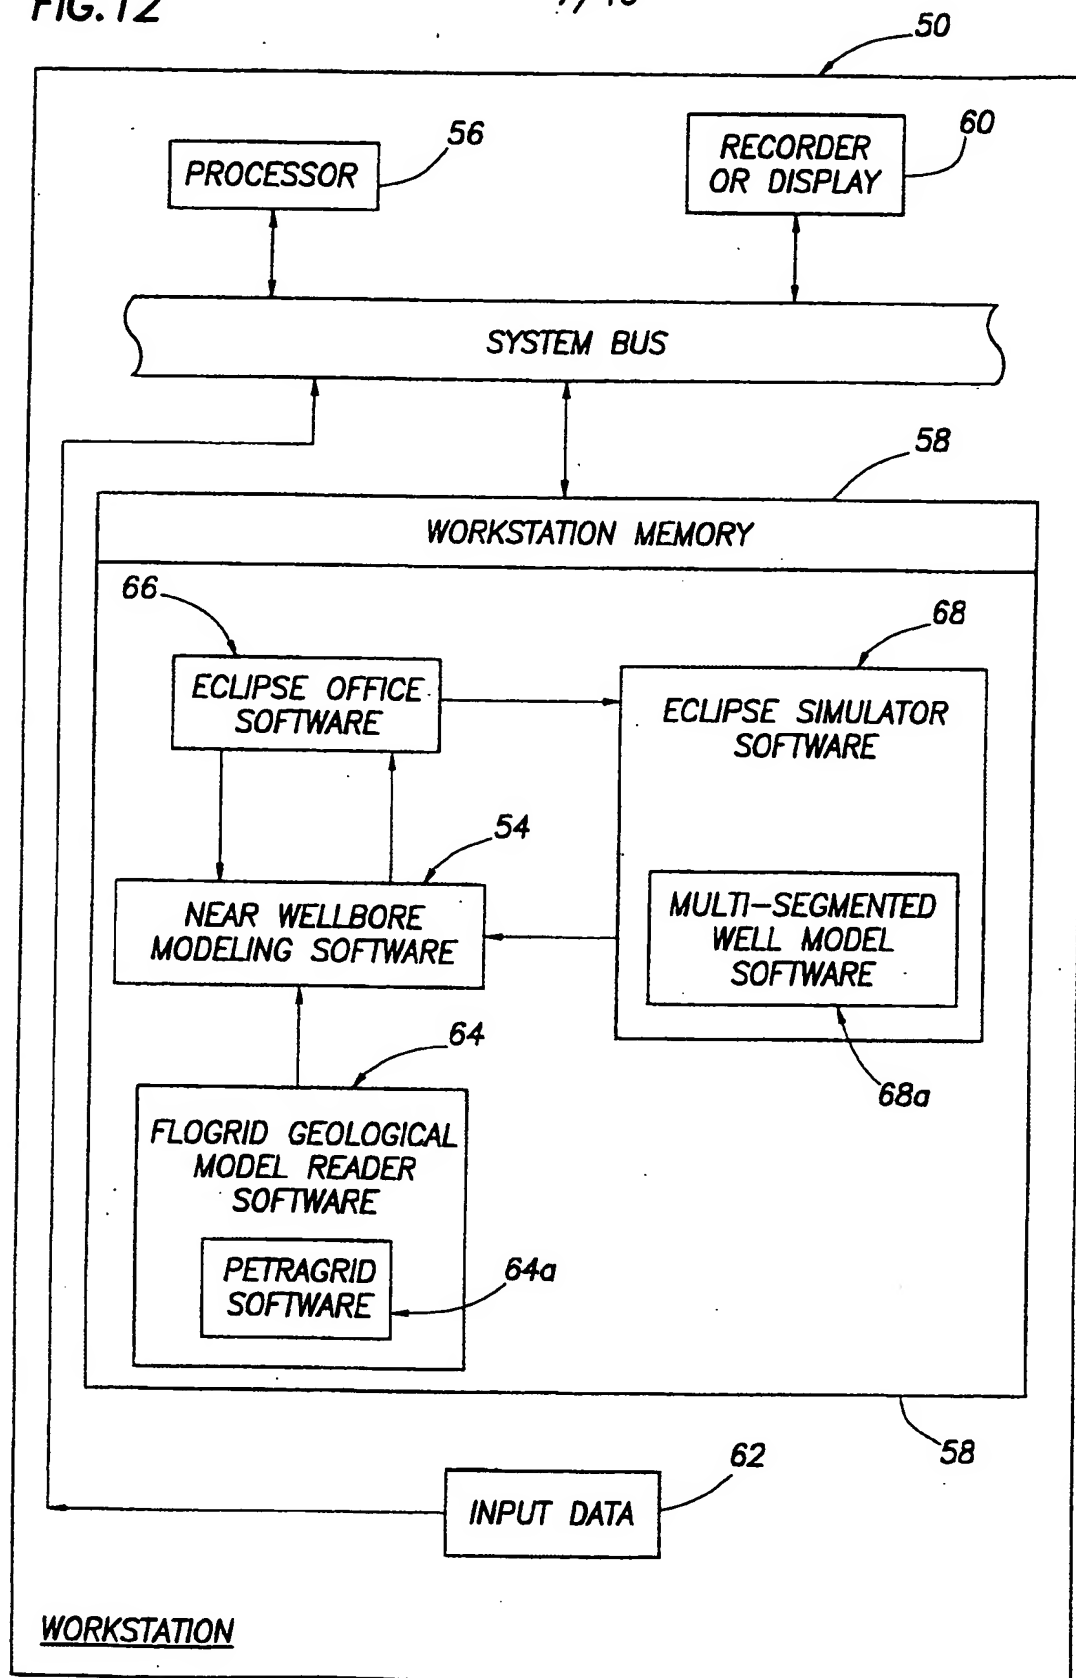 FIG.12
50
PROCESSOR
56
RECORDER
OR DISPLAY
60
SYSTEM BUS
58
WORKSTATION MEMORY
66
68
ECLIPSE OFFICE
SOFTWARE
ECLIPSE SIMULATOR
SOFTWARE
54
NEAR WELLBORE
MODELING SOFTWARE
MULTI-SEGMENTED
WELL MODEL
SOFTWARE
64
68a
FLOGRID GEOLOGICAL
MODEL READER
SOFTWARE
PETRAGRID
SOFTWARE
64a
58
62
INPUT DATA
WORKSTATION